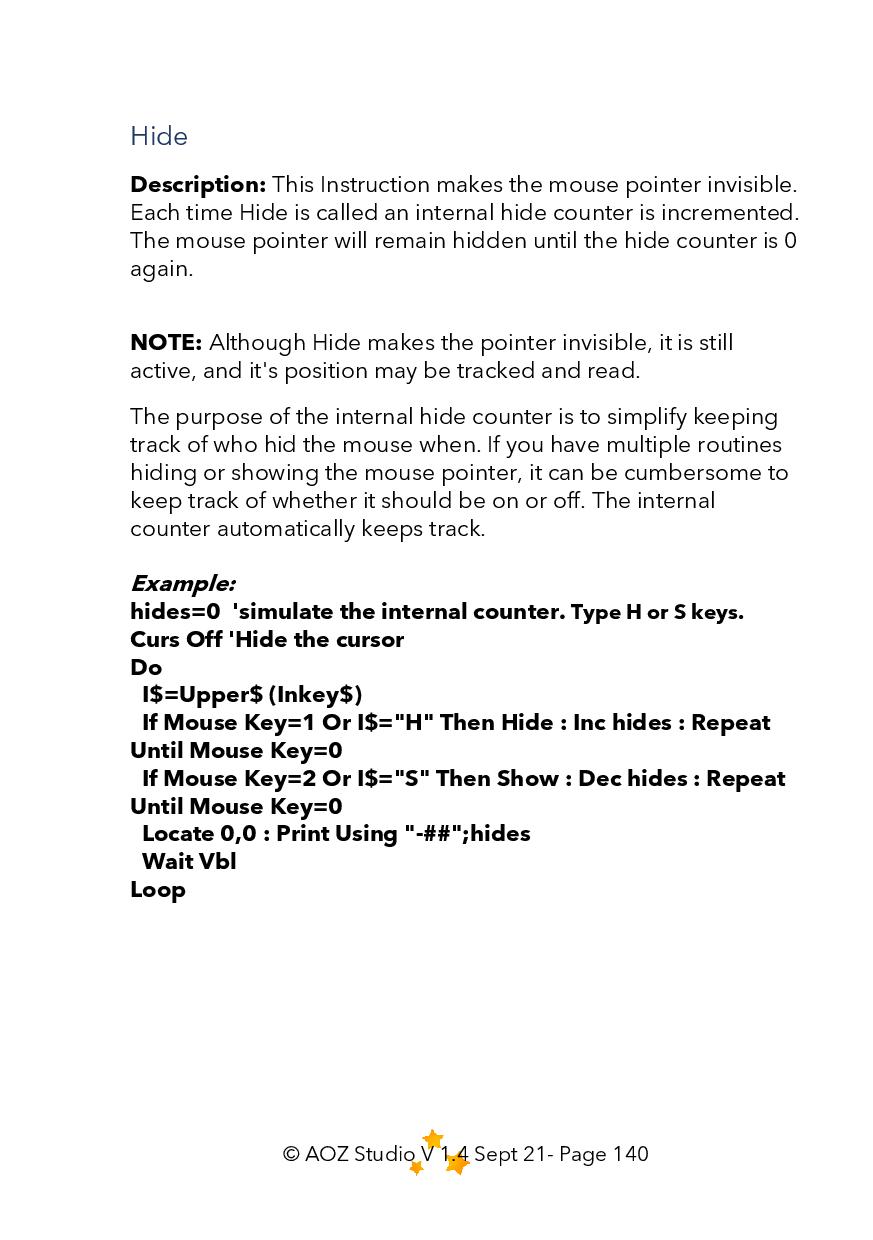 Hide
Description: This Instruction makes the mouse pointer invisible.
Each time Hide is called an internal hide counter is incremented.
The mouse pointer will remain hidden until the hide counter is 0
again.
NOTE: Although Hide makes the pointer invisible, it is still
active, and it's position may be tracked and read.
The purpose of the internal hide counter is to simplify keeping
track of who hid the mouse when. If you have multiple routines
hiding or showing the mouse pointer, it can be cumbersome to
keep track of whether it should be on or off. The internal
counter automatically keeps track.
Example:
hides=0  'simulate the internal counter. Type H or S keys.
Curs Off 'Hide the cursor
Do
  I$=Upper$ (Inkey$)
  If Mouse Key=1 Or I$="H" Then Hide : Inc hides : Repeat
Until Mouse Key=0
  If Mouse Key=2 Or I$="S" Then Show : Dec hides : Repeat
Until Mouse Key=0
  Locate 0,0 : Print Using "-##";hides
  Wait Vbl
Loop
© AOZ Studio V 1.4 Sept 21- Page 140